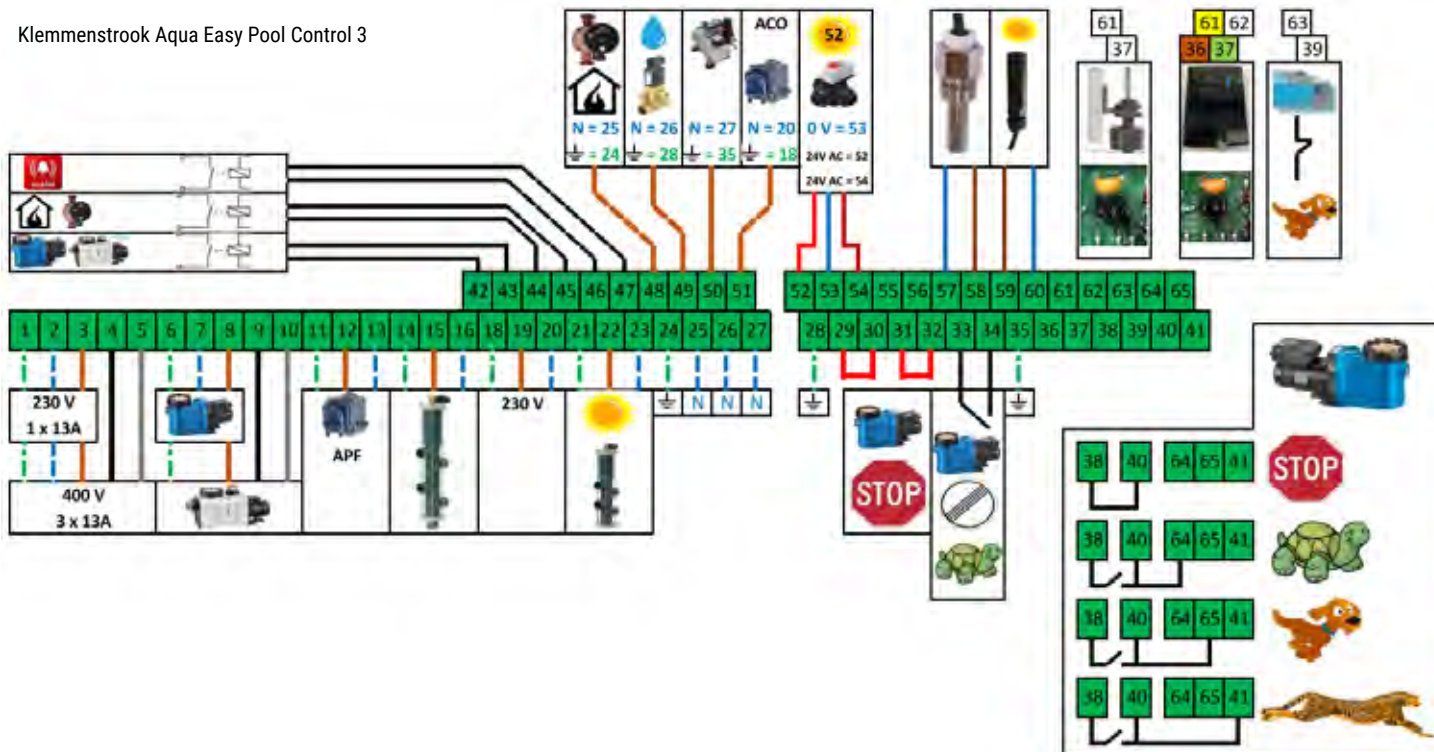 Klemmenstrook Aqua Easy Pool Control 3
ACO
52
N = 25 N = 26 N = 27 N = 20 0 V = 53
= 24 = 28 = 35 = 18 24V AC = 52
24V AC = 54
61
37
61 62
36 37
63
39
42 43 44 45 46 47 48 49 50 51
52 53 54 55 56 57 58 59 60 61 62 63 64 65
1 2 3 4 5 6 7 8 9 10 11 12 13 14 15 16 18 19 20 21 22 23 24 25 26 27
28 29 30 31 32 33 34 35 36 37 38 39 40 41
230 V
1 x 13A
400 V
3 x 13A
APF
230 V
N N N
STOP
38 40 64 65 41
STOP
38 40 64 65 41
38 40 64 65 41
38 40 64 65 41